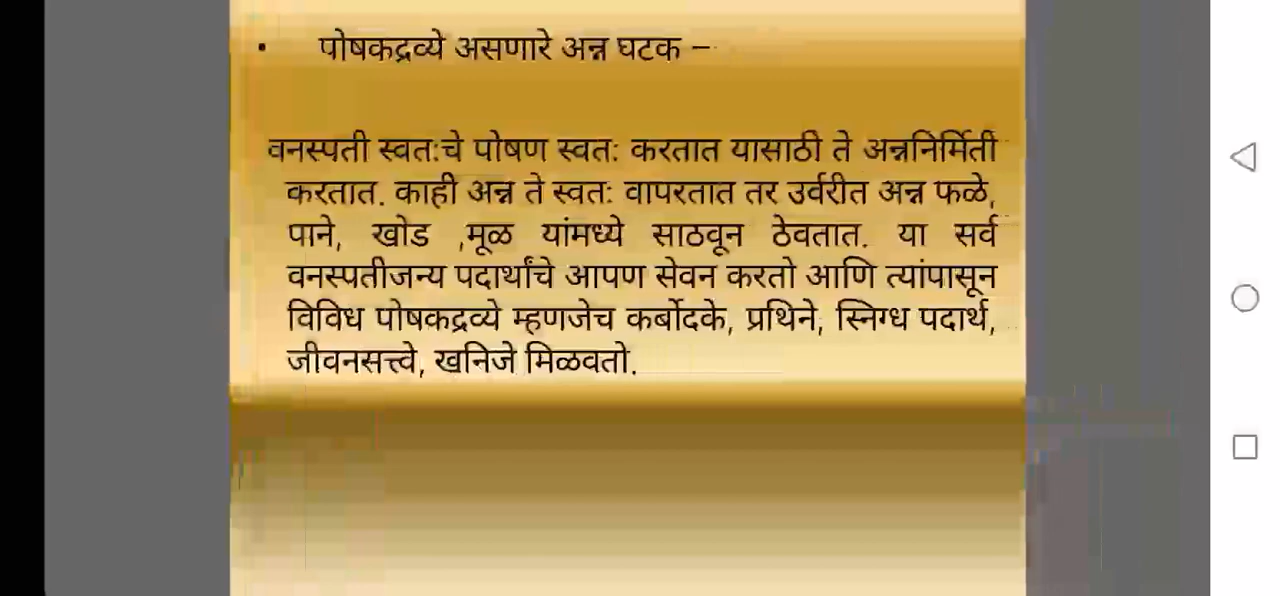 • पोषकद्रव्ये असणारे अन्न घटक –
वनस्पती स्वत:चे पोषण स्वत: करतात यासाठी ते अन्ननिर्मिती
करतात. काही अन्न ते स्वत: वापरतात तर उर्वरीत अन्न फळे,
पाने, खोड ,मूळ यांमध्ये साठवून ठेवतात. या सर्व
वनस्पतीजन्य पदार्थांचे आपण सेवन करतो आणि त्यांपासून
विविध पोषकद्रव्ये म्हणजेच कर्बोदके, प्रथिने, स्निग्ध पदार्थ,
जीवनसत्त्वे, खनिजे मिळवतो.